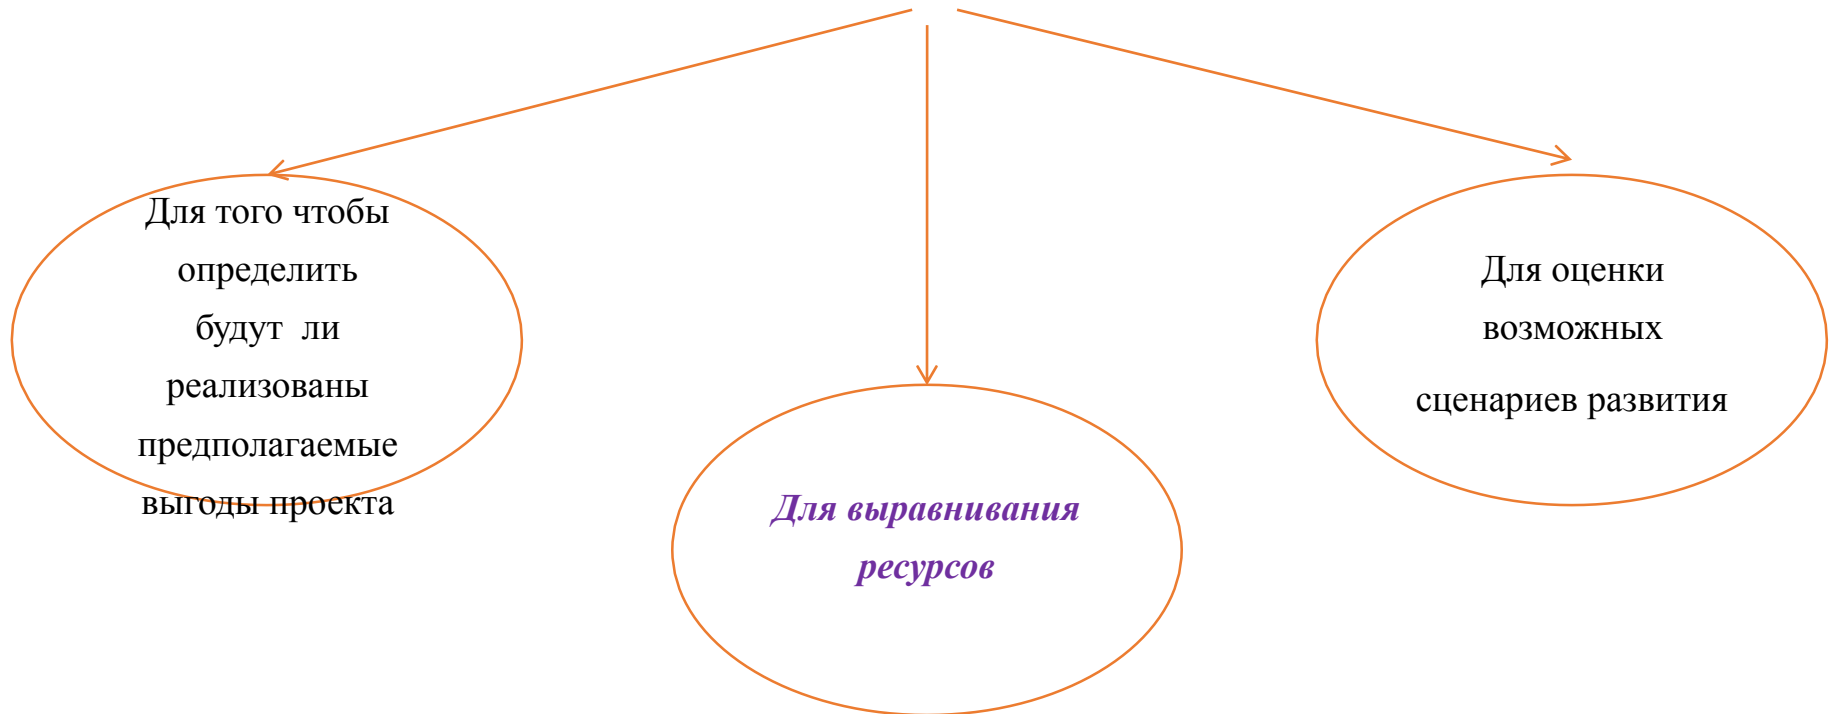 Для того чтобы
определить
будут  ли
реализованы
предполагаемые
выгоды проекта
Для выравнивания
ресурсов
Для оценки
возможных
сценариев развития